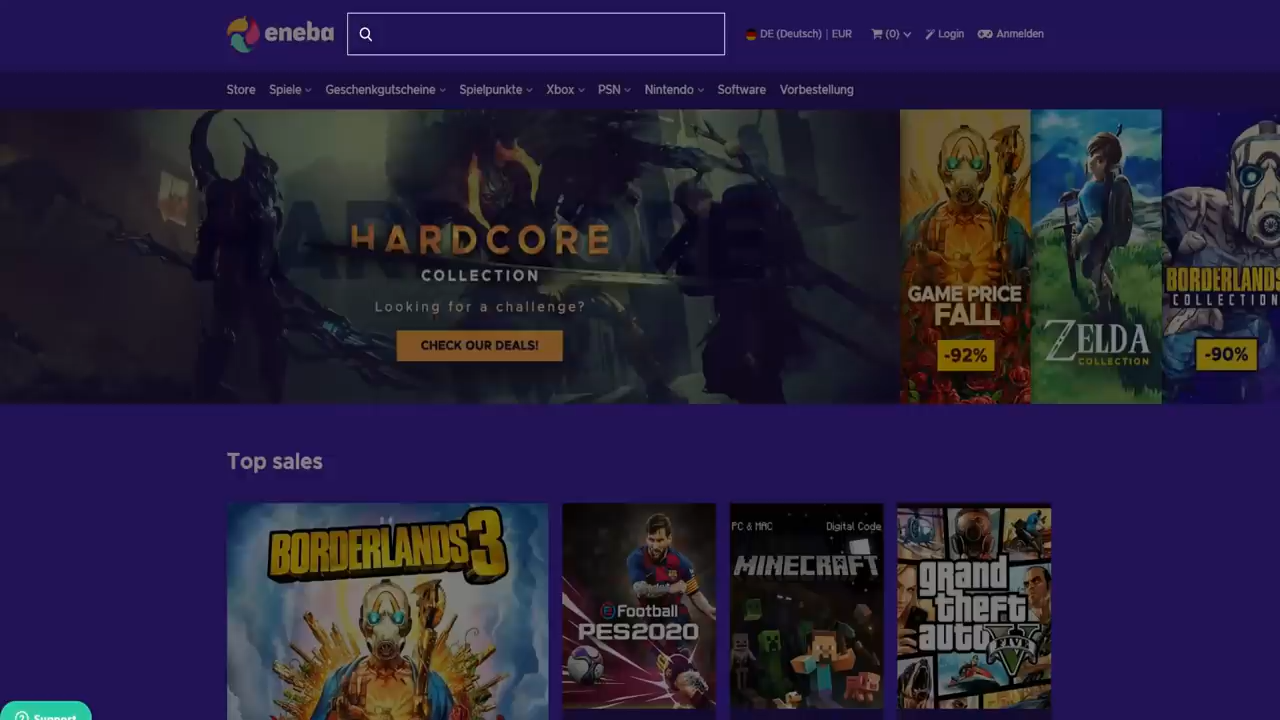 eneba
DE (Deutsch) | EUR
(0)
Login
Anmelden
Store
Spiele
Geschenkgutscheine
Spielpunkte
Xbox
PSN
Nintendo
Software
Vorbestellung
HARDCORE
COLLECTION
Looking for a challenge?
CHECK OUR DEALS!
GAME PRICE
FALL
-92%
ZELDA
COLLECTION
BORDERLANDS
COLLECTION
-90%
Top sales
BORDERLANDS 3
eFootball
PES2020
PC & MAC
Digital Code
MINECRAFT
grand
theft
auto V
FIVE
Support